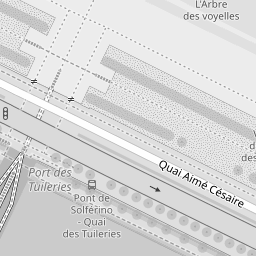 L'Arbre
des voyelles
Quai Aimé Césaire
Port des
Tuileries
Pont de
Solférino
- Quai
des Tuileries